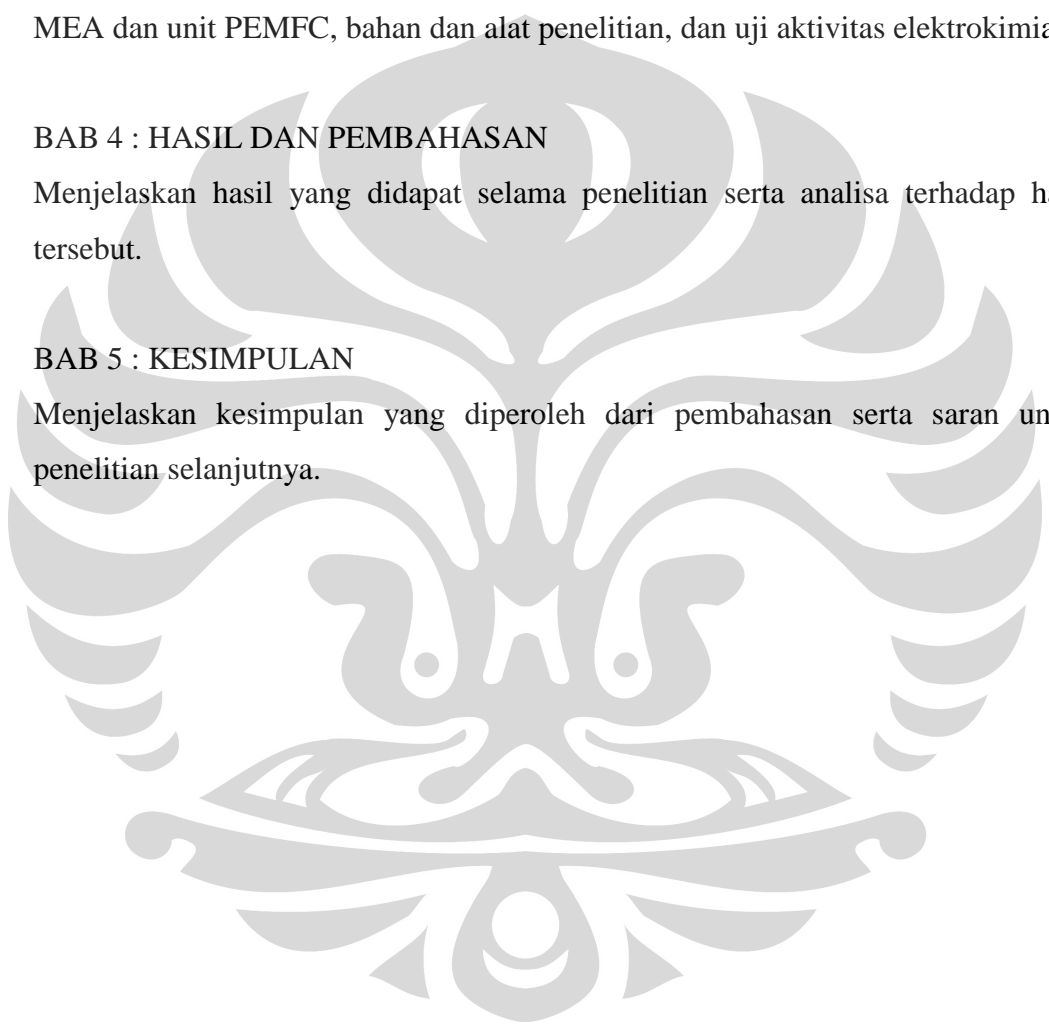 MEA dan unit PEMFC, bahan dan alat penelitian, dan uji aktivitas elektrokimia
BAB 4 : HASIL DAN PEMBAHASAN
Menjelaskan hasil yang didapat selama penelitian serta analisa terhadap
tersebut.
BAB 5 : KESIMPULAN
Menjelaskan kesimpulan yang diperoleh dari pembahasan serta saran
penelitian selanjutnya.